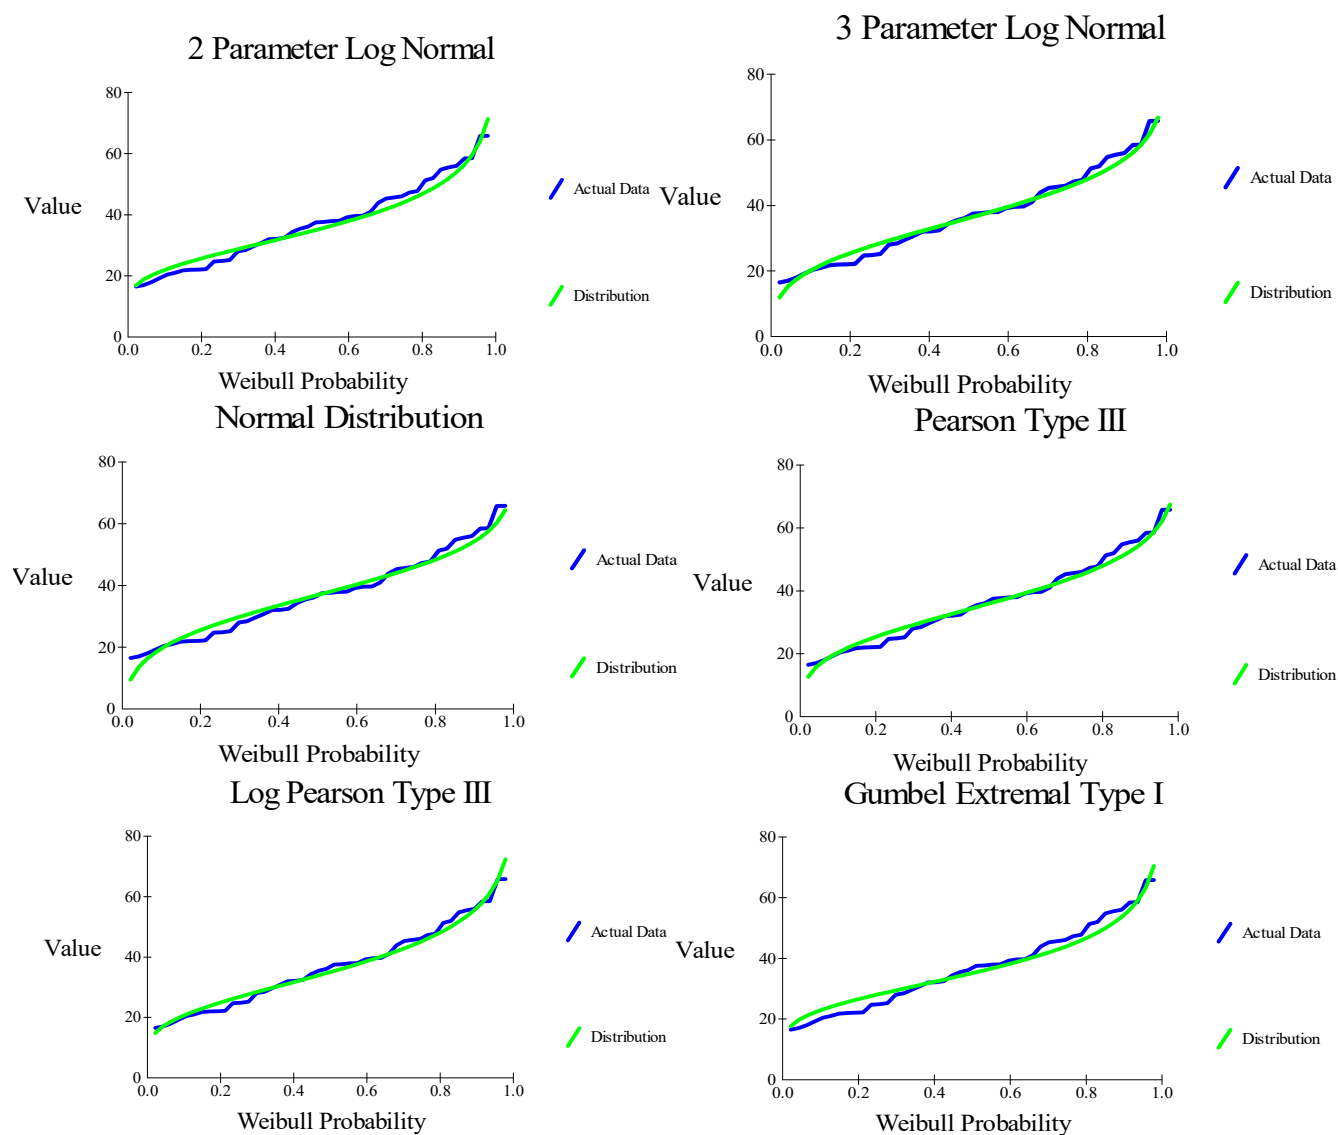 2 Parameter Log Normal
80
60
40
20
0
0.0 0.2 0.4 0.6 0.8 1.0
Value
Weibull Probability
Actual Data
Distribution
3 Parameter Log Normal
80
60
40
20
0
0.0 0.2 0.4 0.6 0.8 1.0
Value
Weibull Probability
Actual Data
Distribution
Normal Distribution
80
60
40
20
0
0.0 0.2 0.4 0.6 0.8 1.0
Value
Weibull Probability
Actual Data
Distribution
Pearson Type III
80
60
40
20
0
0.0 0.2 0.4 0.6 0.8 1.0
Value
Weibull Probability
Actual Data
Distribution
Log Pearson Type III
80
60
40
20
0
0.0 0.2 0.4 0.6 0.8 1.0
Value
Weibull Probability
Actual Data
Distribution
Gumbel Extremal Type I
80
60
40
20
0
0.0 0.2 0.4 0.6 0.8 1.0
Value
Weibull Probability
Actual Data
Distribution